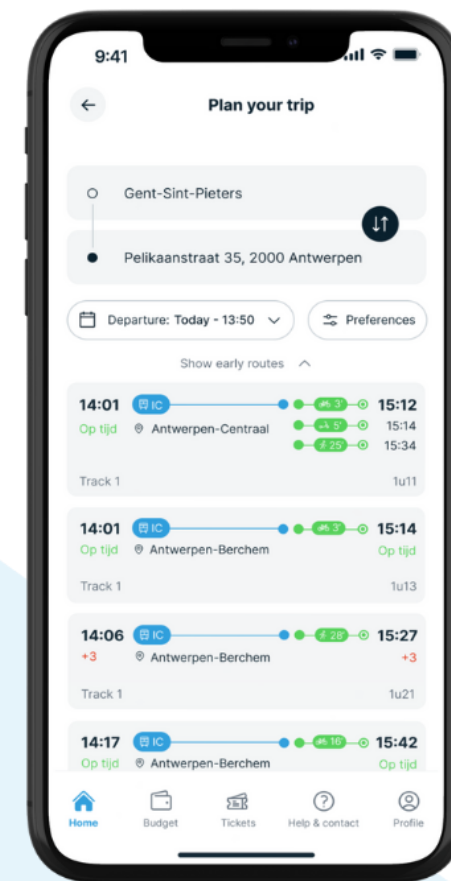 9:41
Plan your trip
Gent-Sint-Pieters
Pelikaanstraat 35, 2000 Antwerpen
Departure: Today - 13:50
Preferences
Show early routes
14:01 IC 3' 15:12
Op tijd Antwerpen-Centraal 5' 15:14
25' 15:34
Track 1 1u11
14:01 IC 3' 15:14
Op tijd Antwerpen-Berchem Op tijd
Track 1 1u13
14:06 IC 28' 15:27
+3 Antwerpen-Berchem +3
Track 1 1u21
14:17 IC 16' 15:42
Op tijd Antwerpen-Berchem Op tijd
Home Budget Tickets Help & contact Profile